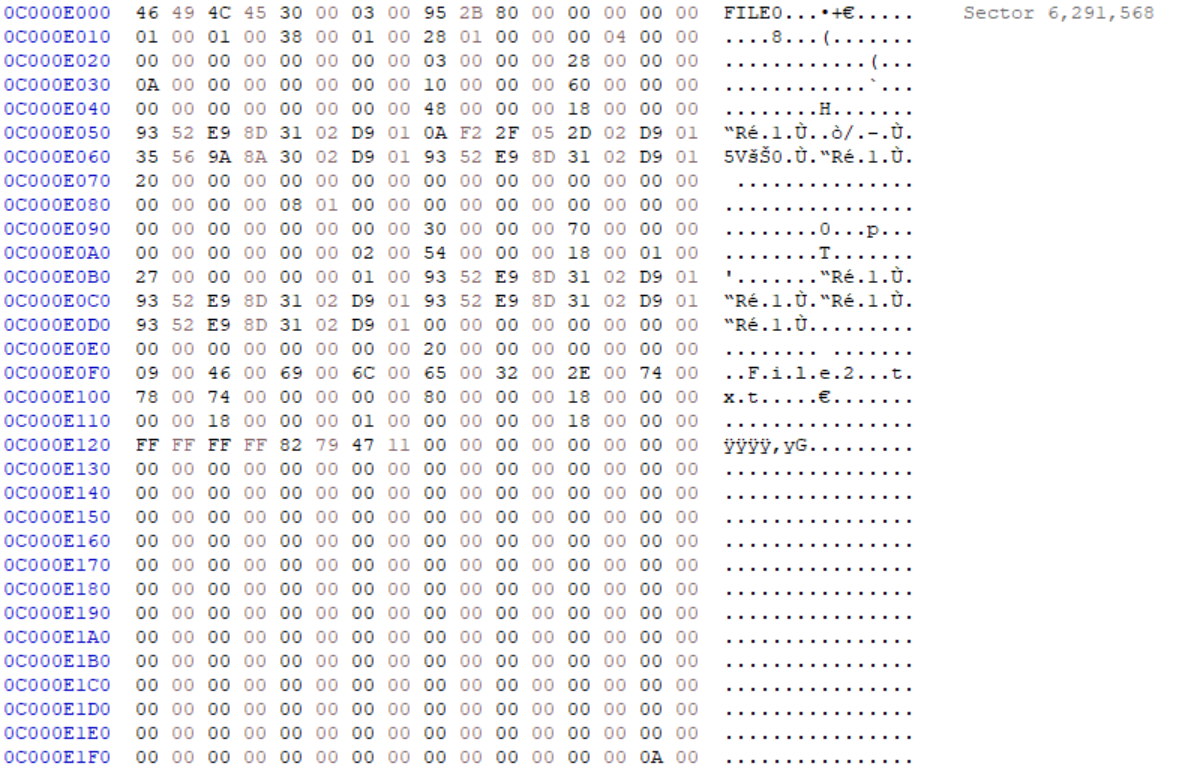 0C000E000 46 49 4C 45 30 00 03 00 95 2B 80 00 00 00 00 00 FILE0...•+€..... Sector 6,291,568
0C000E010 01 00 01 00 38 00 01 00 28 01 00 00 00 04 00 00 ....8...(.......
0C000E020 00 00 00 00 00 00 00 00 03 00 00 00 28 00 00 00 ............(...
0C000E030 0A 00 00 00 00 00 00 00 10 00 00 00 60 00 00 00 ............`...
0C000E040 00 00 00 00 00 00 00 00 48 00 00 00 18 00 00 00 ........H.......
0C000E050 93 52 E9 8D 31 02 D9 01 0A F2 2F 05 2D 02 D9 01 “Ré.1.Ù..ò/.-.Ù.
0C000E060 35 56 9A 8A 30 02 D9 01 93 52 E9 8D 31 02 D9 01 5VšŠ0.Ù.“Ré.1.Ù.
0C000E070 20 00 00 00 00 00 00 00 00 00 00 00 00 00 00 00  ...............
0C000E080 00 00 00 00 08 01 00 00 00 00 00 00 00 00 00 00 ................
0C000E090 00 00 00 00 00 00 00 00 30 00 00 00 70 00 00 00 ........0...p...
0C000E0A0 00 00 00 00 00 00 02 00 54 00 00 00 18 00 01 00 ........T.......
0C000E0B0 27 00 00 00 00 00 01 00 93 52 E9 8D 31 02 D9 01 '.......“Ré.1.Ù.
0C000E0C0 93 52 E9 8D 31 02 D9 01 93 52 E9 8D 31 02 D9 01 “Ré.1.Ù.“Ré.1.Ù.
0C000E0D0 93 52 E9 8D 31 02 D9 01 00 00 00 00 00 00 00 00 “Ré.1.Ù.........
0C000E0E0 00 00 00 00 00 00 00 00 20 00 00 00 00 00 00 00 ........ .......
0C000E0F0 09 00 46 00 69 00 6C 00 65 00 32 00 2E 00 74 00 ..F.i.l.e.2...t.
0C000E100 78 00 74 00 00 00 00 00 80 00 00 00 18 00 00 00 x.t.....€.......
0C000E110 00 00 18 00 00 00 01 00 00 00 00 00 18 00 00 00 ................
0C000E120 FF FF FF FF 82 79 47 11 00 00 00 00 00 00 00 00 ÿÿÿÿ‚yG.........
0C000E130 00 00 00 00 00 00 00 00 00 00 00 00 00 00 00 00 ................
0C000E140 00 00 00 00 00 00 00 00 00 00 00 00 00 00 00 00 ................
0C000E150 00 00 00 00 00 00 00 00 00 00 00 00 00 00 00 00 ................
0C000E160 00 00 00 00 00 00 00 00 00 00 00 00 00 00 00 00 ................
0C000E170 00 00 00 00 00 00 00 00 00 00 00 00 00 00 00 00 ................
0C000E180 00 00 00 00 00 00 00 00 00 00 00 00 00 00 00 00 ................
0C000E190 00 00 00 00 00 00 00 00 00 00 00 00 00 00 00 00 ................
0C000E1A0 00 00 00 00 00 00 00 00 00 00 00 00 00 00 00 00 ................
0C000E1B0 00 00 00 00 00 00 00 00 00 00 00 00 00 00 00 00 ................
0C000E1C0 00 00 00 00 00 00 00 00 00 00 00 00 00 00 00 00 ................
0C000E1D0 00 00 00 00 00 00 00 00 00 00 00 00 00 00 00 00 ................
0C000E1E0 00 00 00 00 00 00 00 00 00 00 00 00 00 00 00 00 ................
0C000E1F0 00 00 00 00 00 00 00 00 00 00 00 00 00 00 0A 00 ................